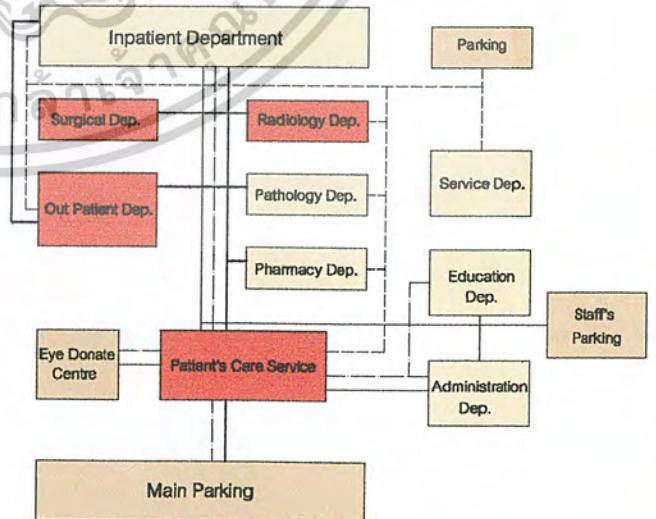 Inpatient Department
Parking
Surgical Dep.
Radiology Dep.
Out Patient Dep.
Pathology Dep.
Service Dep.
Pharmacy Dep.
Education
Dep.
Staff's
Parking
Eye Donate
Centre
Patient's Care Service
Administration
Dep.
Main Parking